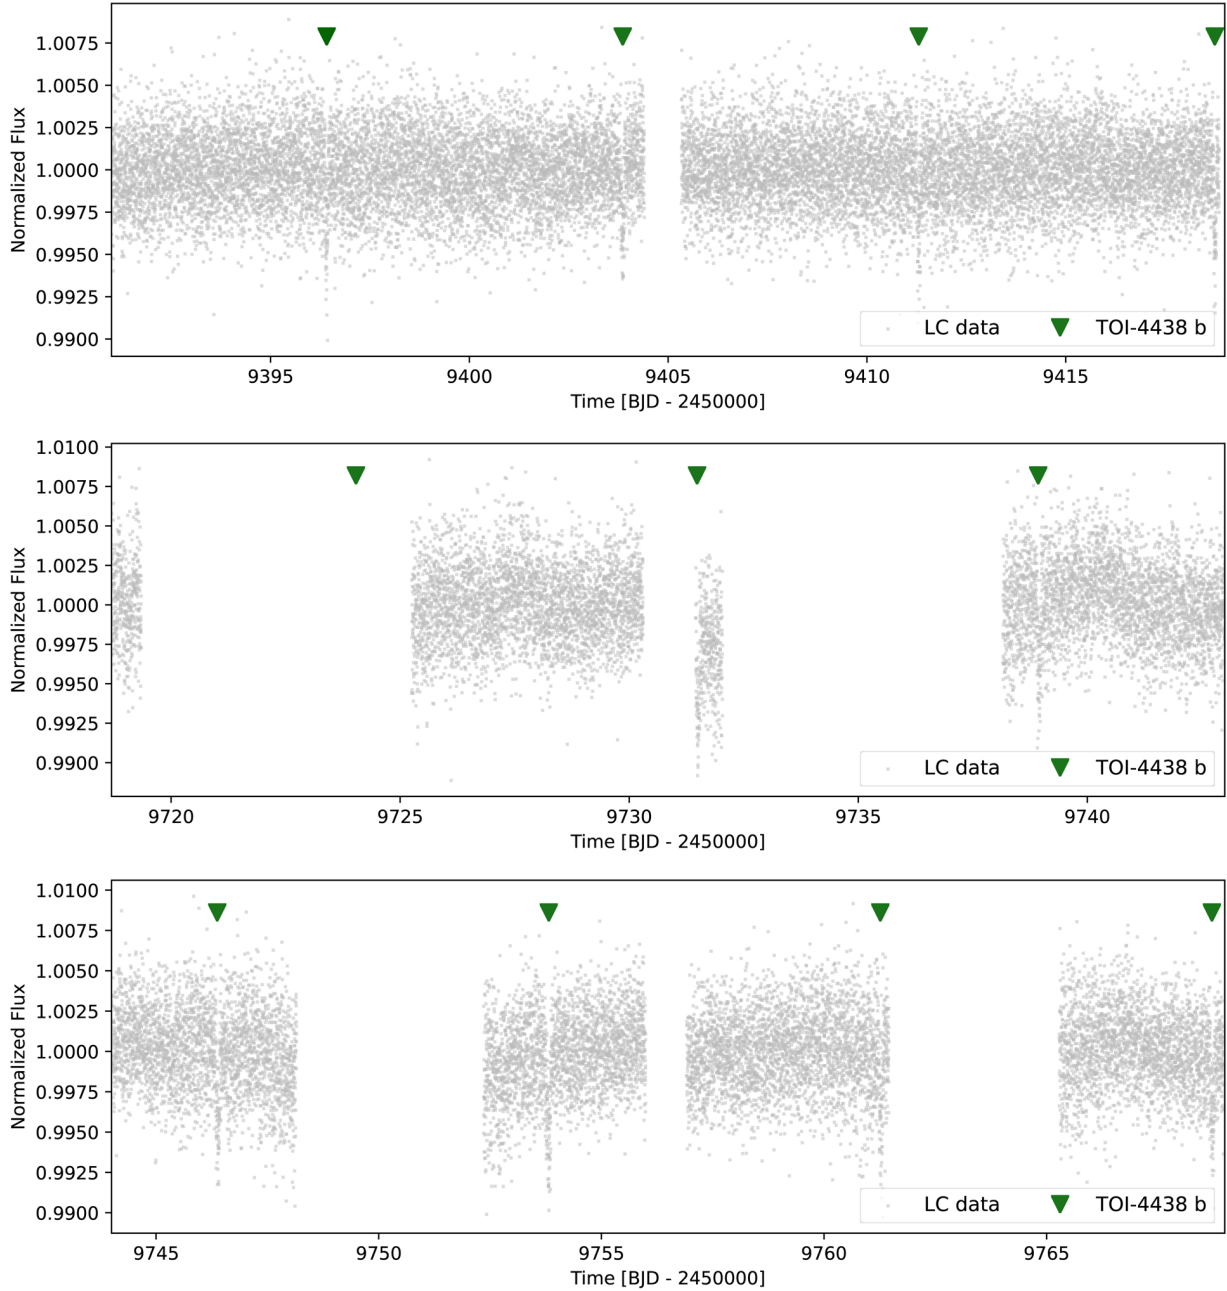 1.0075
1.0050
1.0025
1.0000
0.9975
0.9950
0.9925
0.9900
Normalized Flux
LC data TOI-4438 b
9395 9400 9405 9410 9415
Time [BJD - 2450000]
1.0100
1.0075
1.0050
1.0025
1.0000
0.9975
0.9950
0.9925
0.9900
Normalized Flux
LC data TOI-4438 b
9720 9725 9730 9735 9740
Time [BJD - 2450000]
1.0100
1.0075
1.0050
1.0025
1.0000
0.9975
0.9950
0.9925
0.9900
Normalized Flux
LC data TOI-4438 b
9745 9750 9755 9760 9765
Time [BJD - 2450000]